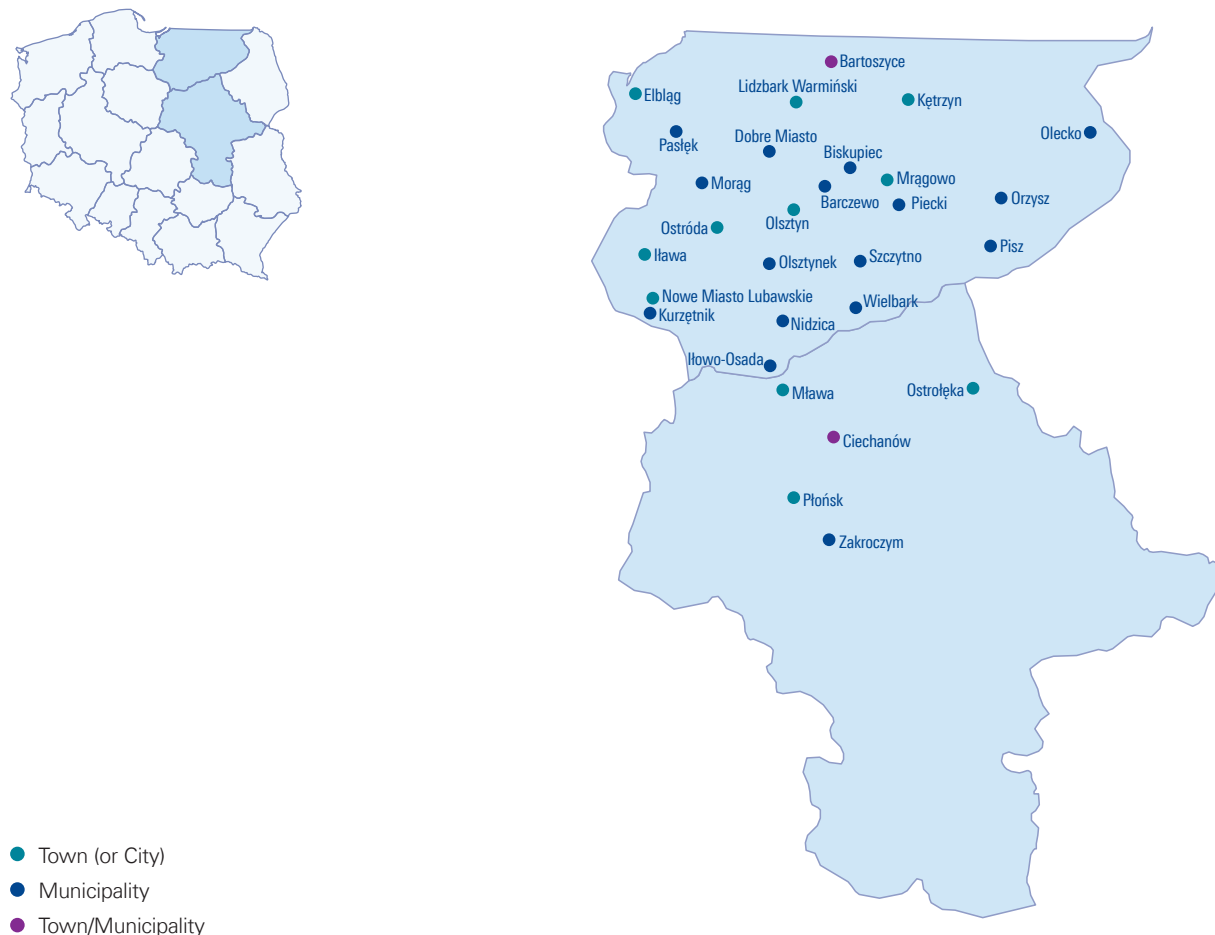 Bartoszyce
Lidzbark Warmiński
Elbląg
Kętrzyn
Pasłęk
Dobre Miasto
Olecko
Biskupiec
Morąg
Mrągowo
Barczewo
Piecki
Orzysz
Olsztyn
Ostróda
Iława
Olsztynek
Szczytno
Pisz
Nowe Miasto Lubawskie
Kurzętnik
Wielbark
Nidzica
Iłowo-Osada
Mława
Ostrołęka
Ciechanów
Płońsk
Zakroczym
Town (or City)
Municipality
Town/Municipality